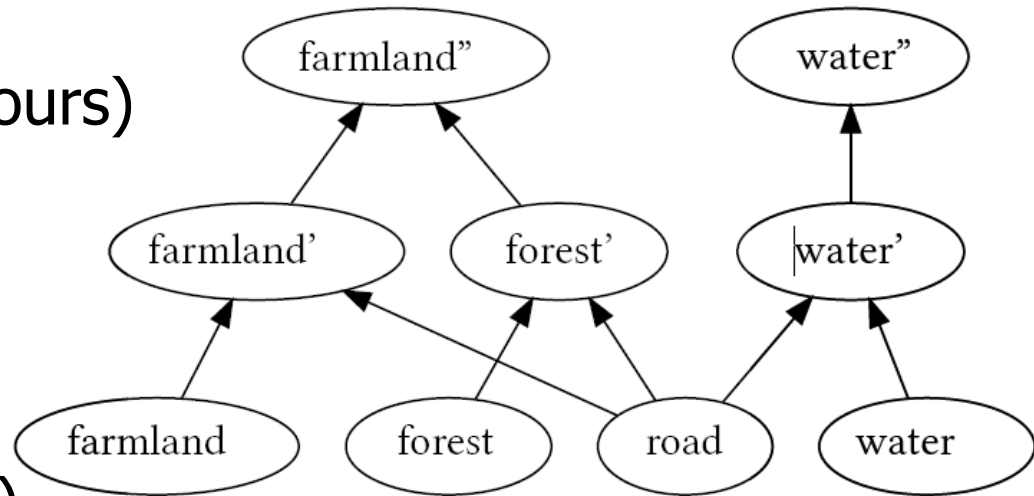 farmland” water”
ours)
farmland’ forest’ water’
farmland forest road water
)